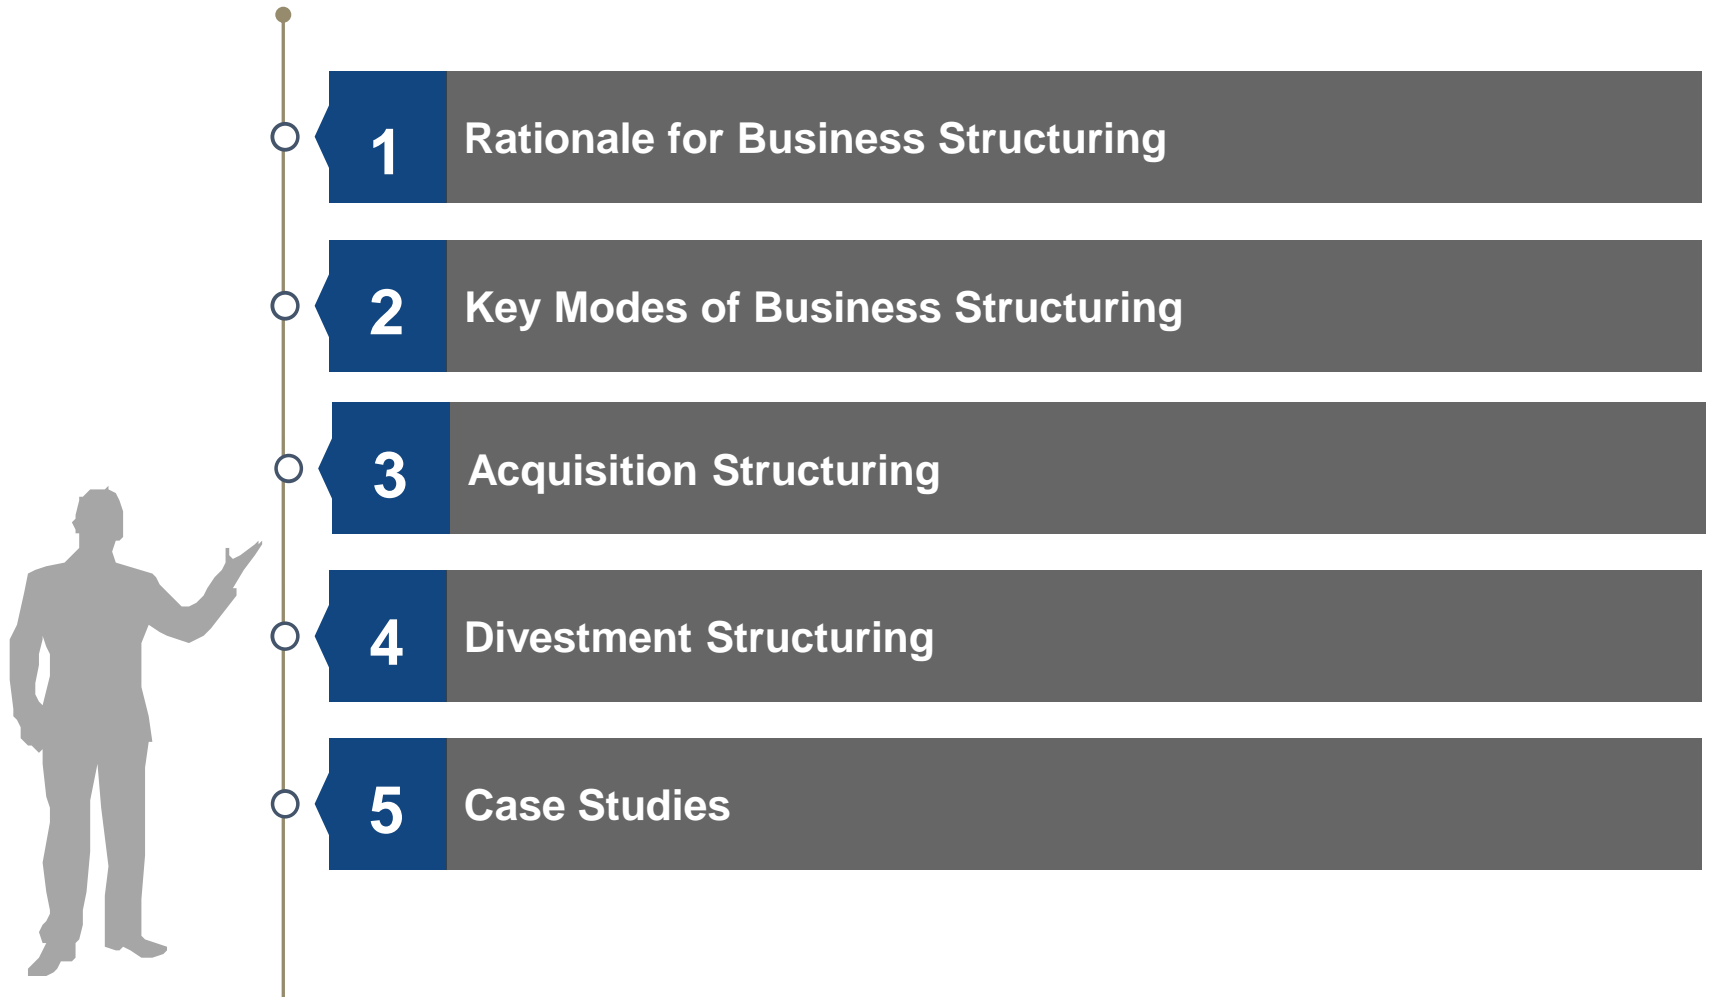 1
Rationale for Business Structuring
2
Key Modes of Business Structuring
3
Acquisition Structuring
4
Divestment Structuring
5
Case Studies